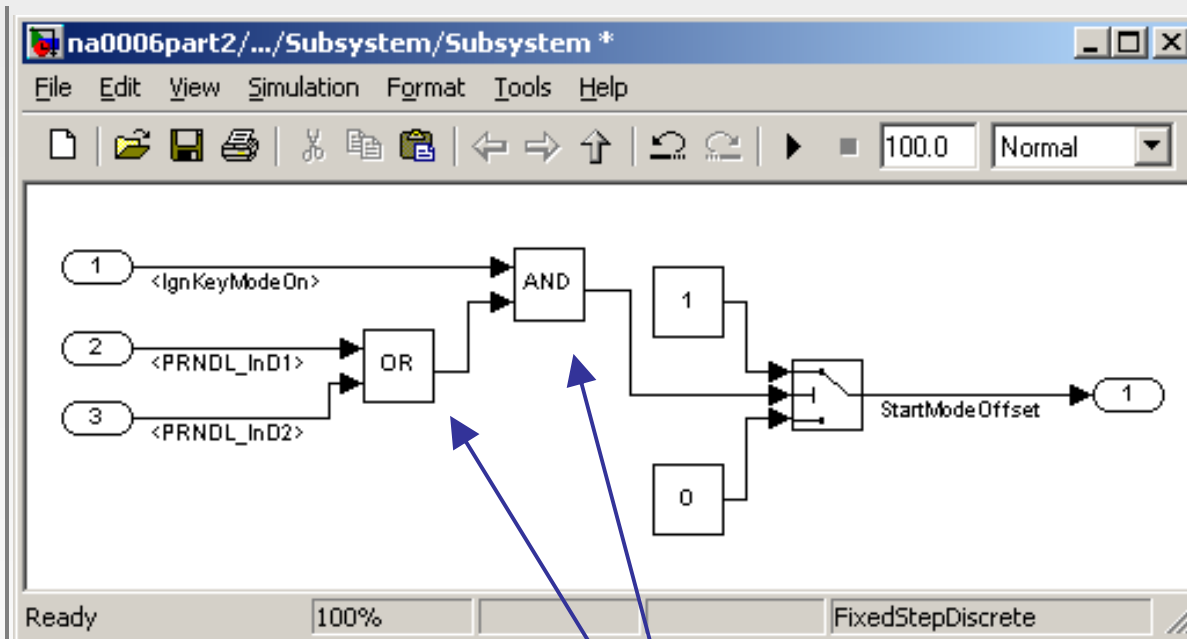 na0006part2/.../Subsystem/Subsystem *
File Edit View Simulation Format Tools Help
100.0 Normal
1
<IgnKeyModeOn>
AND
1
2
<PRNDL_InD1>
OR
3
<PRNDL_InD2>
StartModeOffset
1
0
Ready 100% FixedStepDiscrete